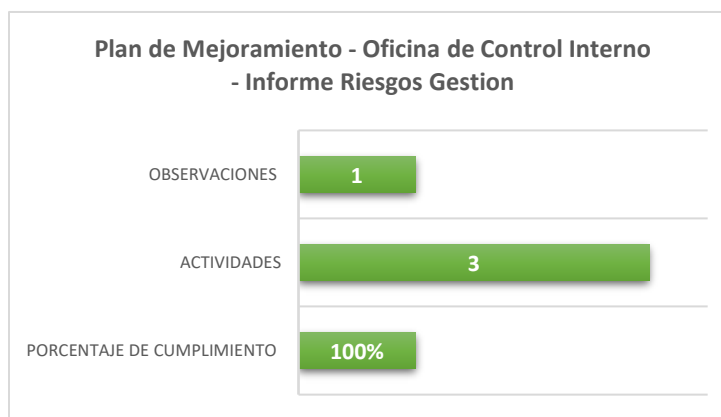 Plan de Mejoramiento - Oficina de Control Interno
- Informe Riesgos Gestion
OBSERVACIONES
1
ACTIVIDADES
3
PORCENTAJE DE CUMPLIMIENTO
100%